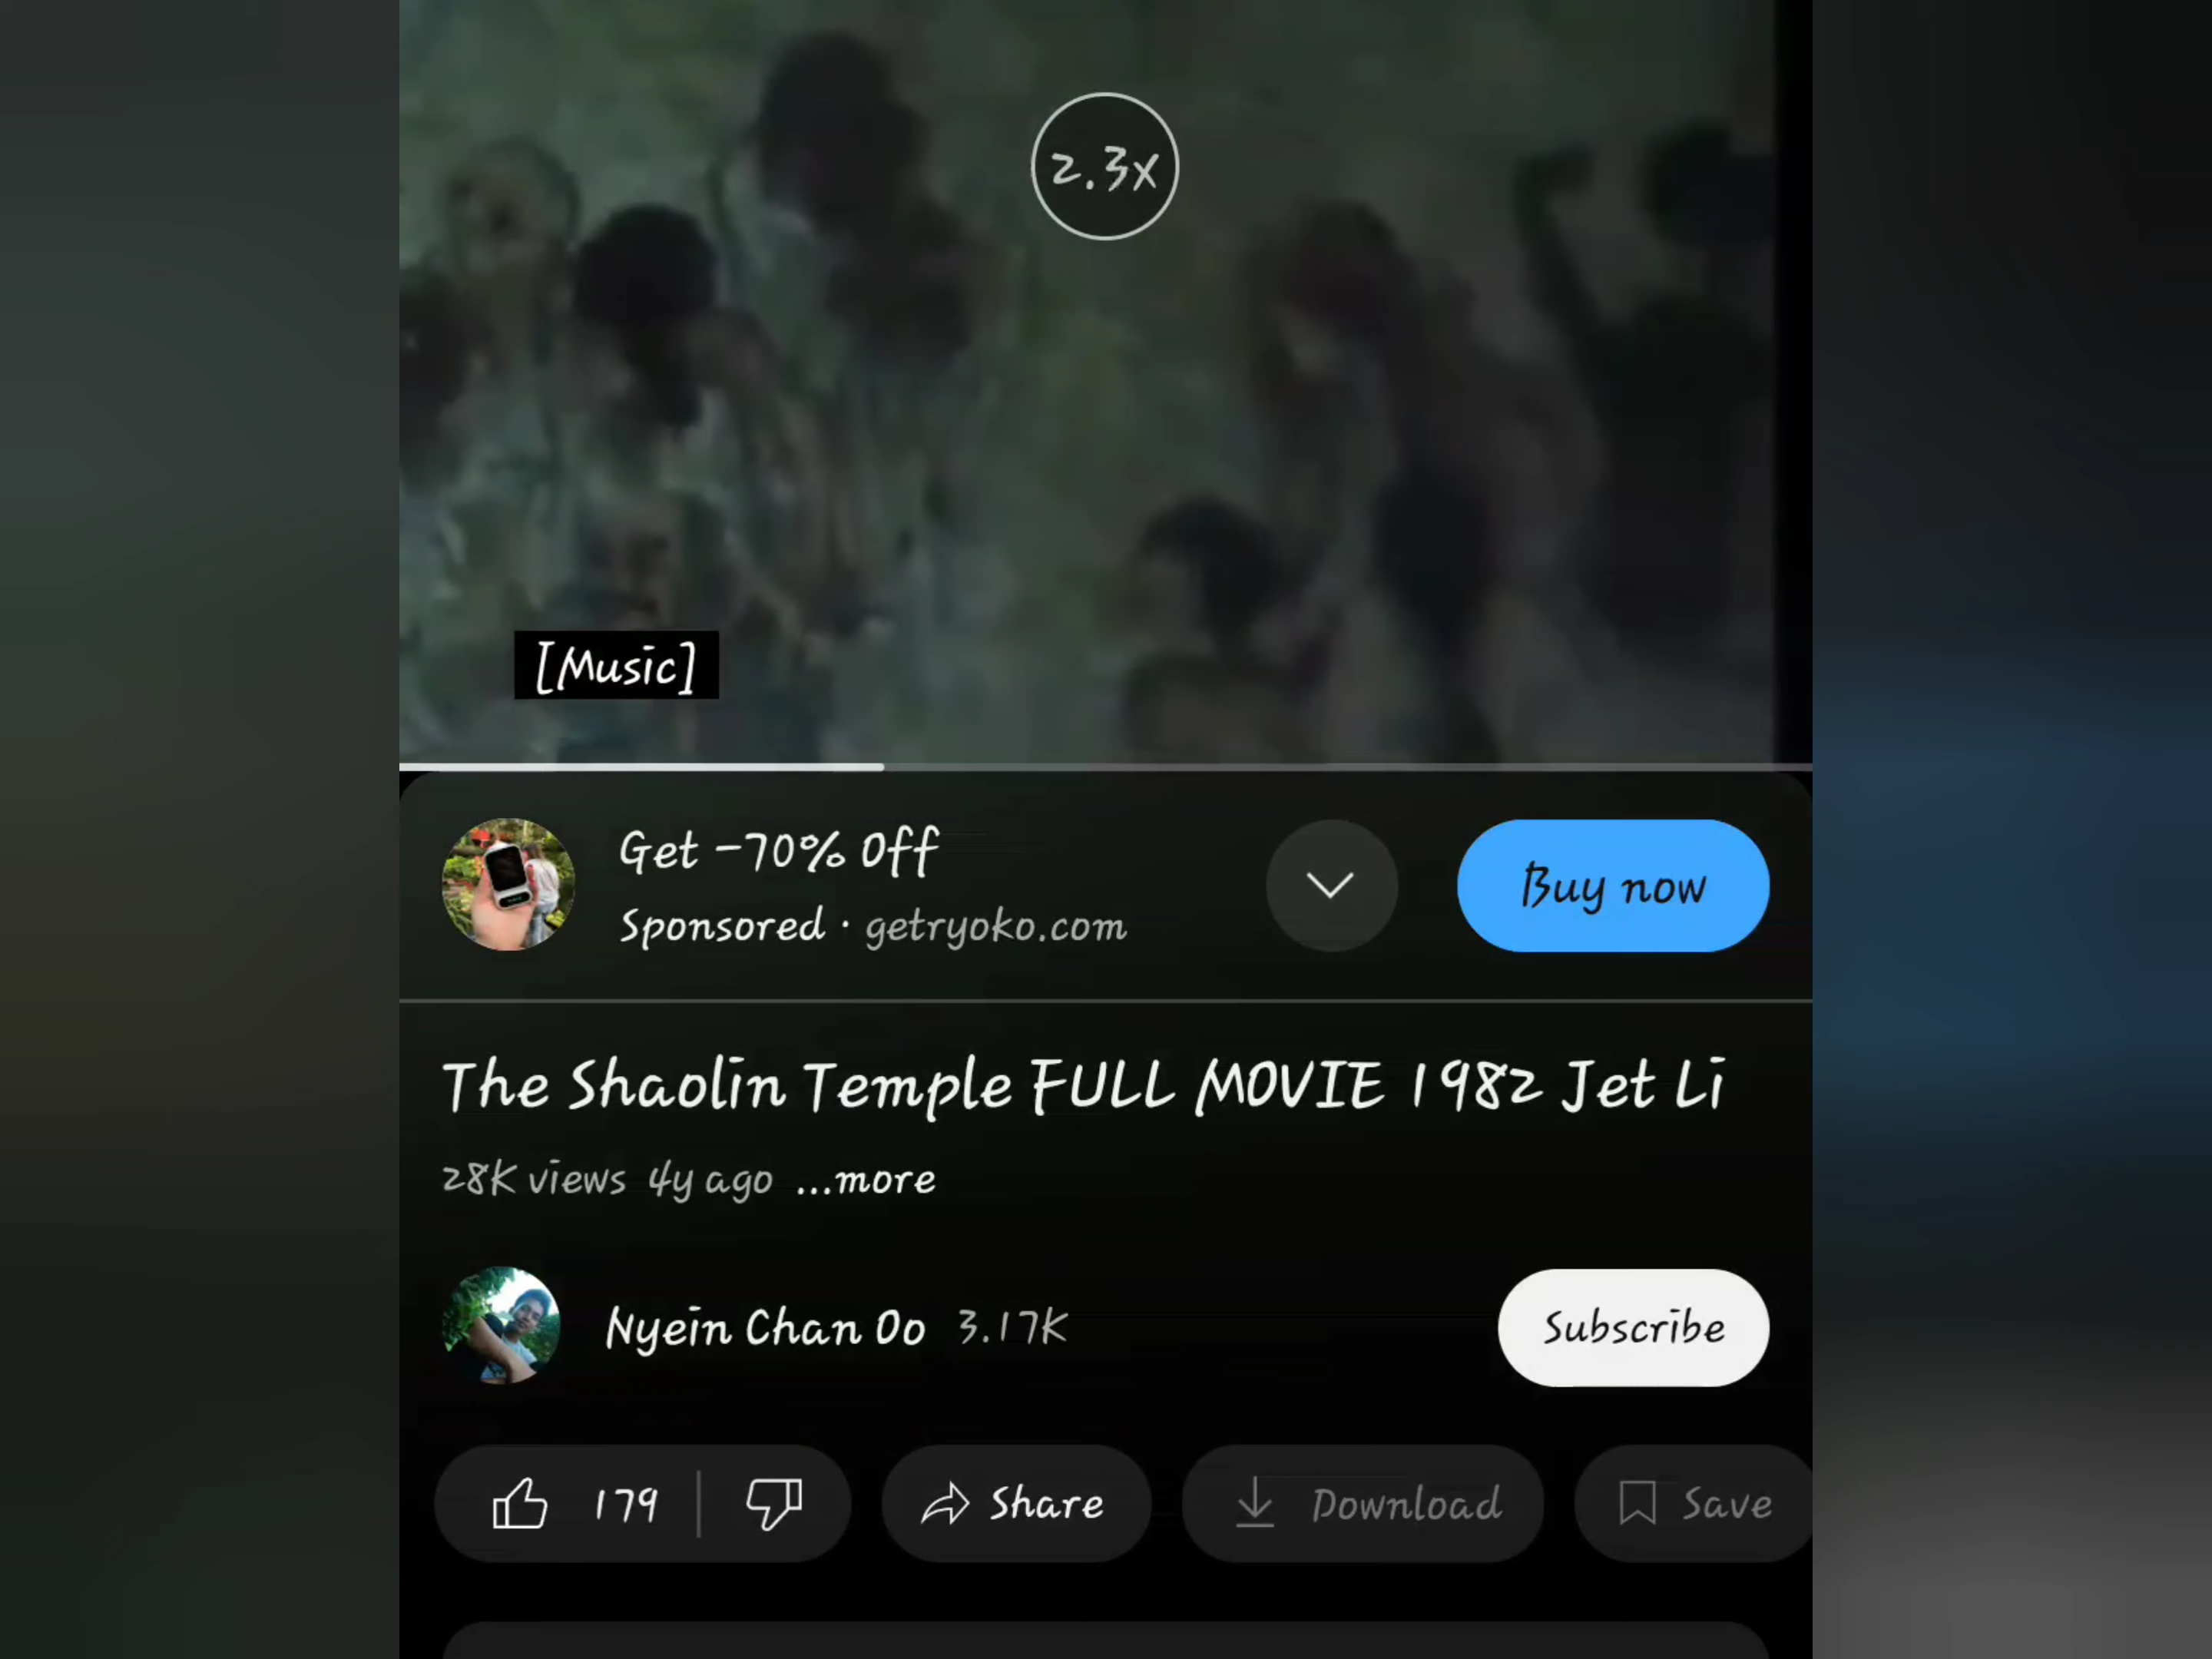 2.3x
[Music]
Get -70% Off
Sponsored · getryoko.com
Buy now
The Shaolin Temple FULL MOVIE 1982 Jet Li
28K views 4y ago ...more
Nyein Chan Oo 3.17K
Subscribe
179
Share
Download
Save